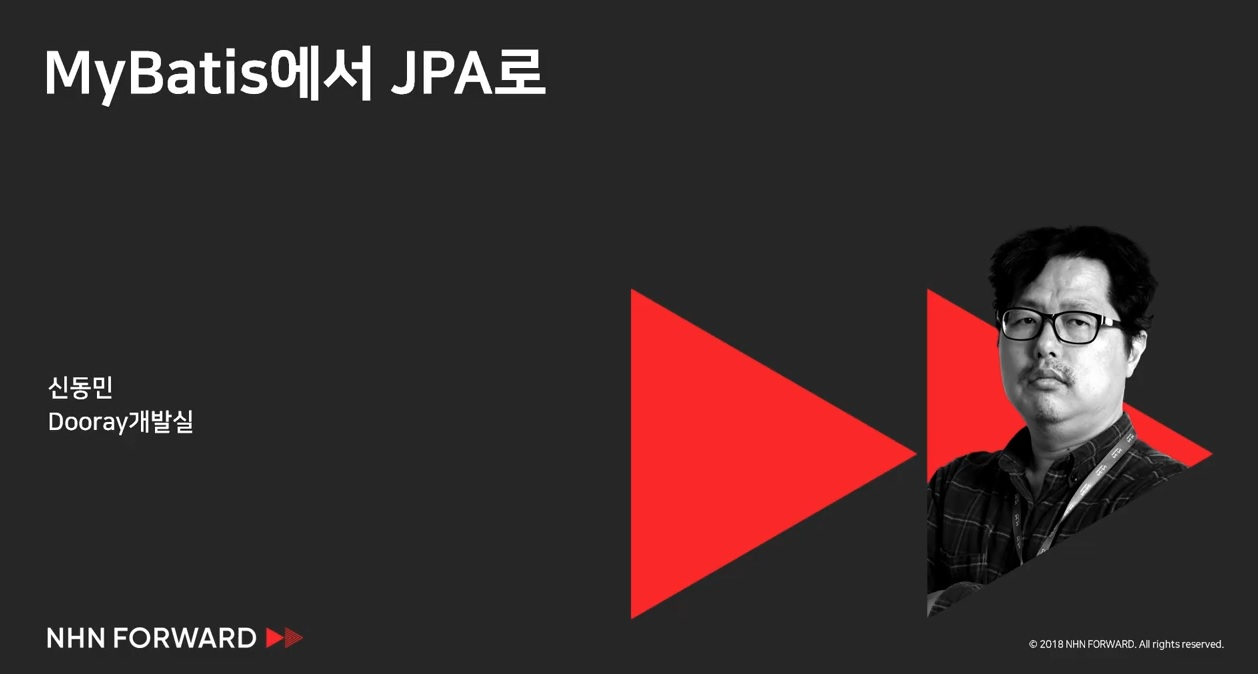 MyBatis에서 JPA로
신동민
Dooray개발실
NHN FORWARD
© 2018 NHN FORWARD. All rights reserved.